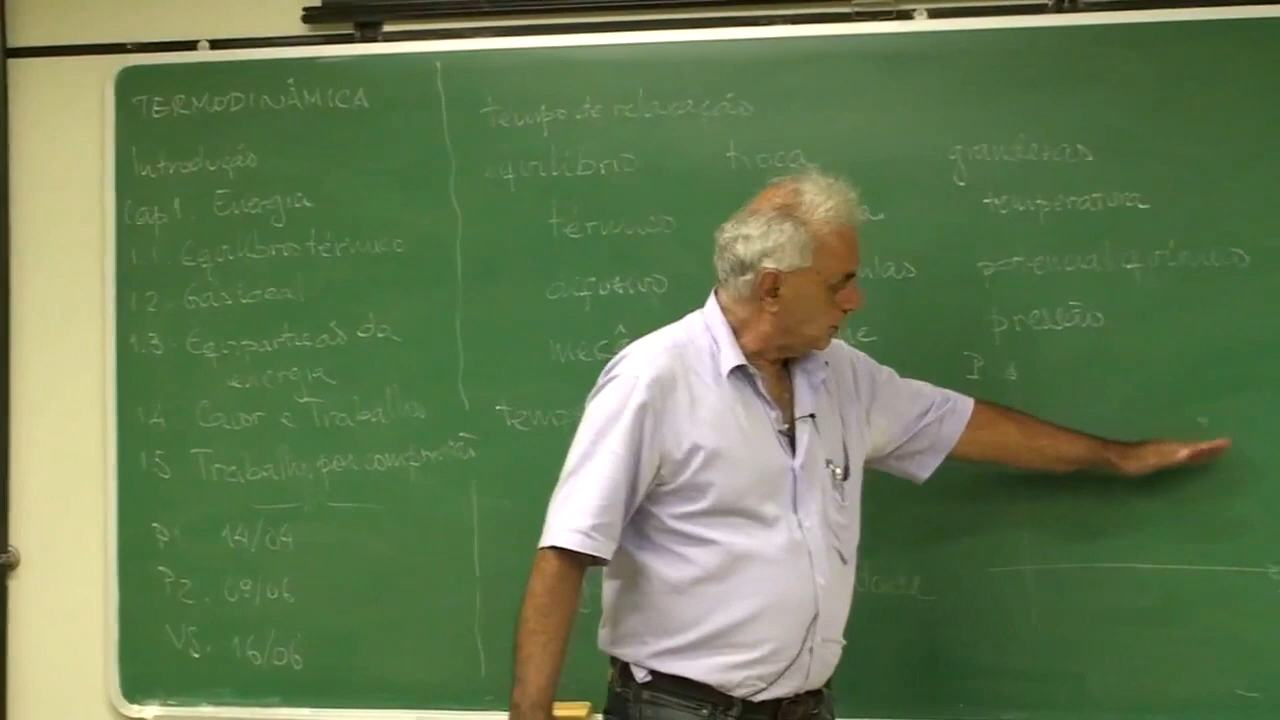 TERMODINÂMICA
Introdução
Cap 1. Energia
1.1. Equilíbrio térmico
1.2 Gás ideal
1.3. Equipartição da
energia
1.4 Calor e Trabalho
1.5 Trabalho por compressão
P1 14/04
P2. 09/06
VS. 16/06
tempo de relaxação
equilíbrio troca grandezas
térmico temperatura
difusivo potencial químico
pressão
P